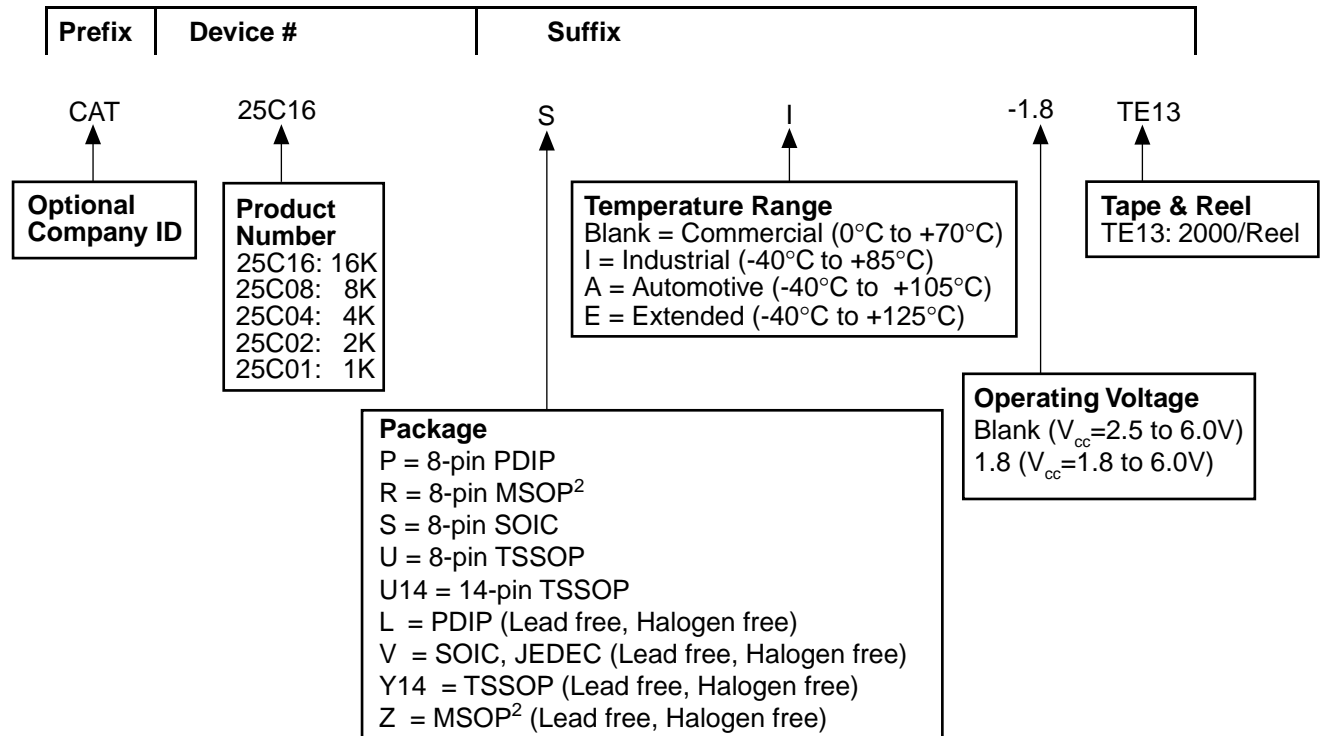 Prefix Device # Suffix
CAT 25C16 S I -1.8 TE13
Optional
Company ID
Product
Number
25C16: 16K
25C08: 8K
25C04: 4K
25C02: 2K
25C01: 1K
Temperature Range
Blank = Commercial (0°C to +70°C)
I = Industrial (-40°C to +85°C)
A = Automotive (-40°C to +105°C)
E = Extended (-40°C to +125°C)
Tape & Reel
TE13: 2000/Reel
Package
P = 8-pin PDIP
R = 8-pin MSOP²
S = 8-pin SOIC
U = 8-pin TSSOP
U14 = 14-pin TSSOP
L = PDIP (Lead free, Halogen free)
V = SOIC, JEDEC (Lead free, Halogen free)
Y14 = TSSOP (Lead free, Halogen free)
Z = MSOP² (Lead free, Halogen free)
Operating Voltage
Blank (Vcc=2.5 to 6.0V)
1.8 (Vcc=1.8 to 6.0V)